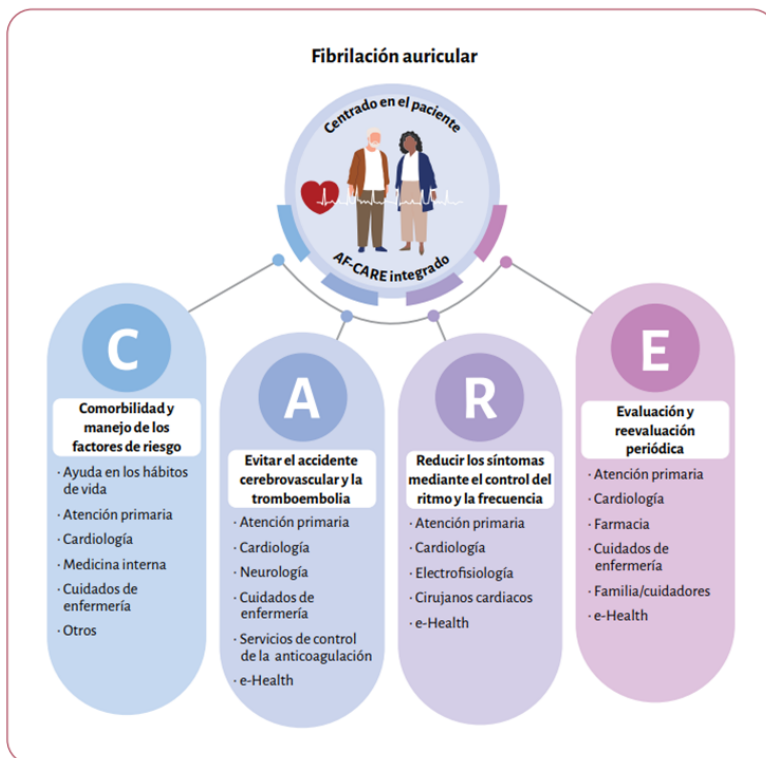 Fibrilación auricular
Centrado en el paciente
AF-CARE integrado
C
Comorbilidad y
manejo de los
factores de riesgo
· Ayuda en los hábitos
de vida
· Atención primaria
· Cardiología
· Medicina interna
· Cuidados de
enfermería
· Otros
A
Evitar el accidente
cerebrovascular y la
tromboembolia
· Atención primaria
· Cardiología
· Neurología
· Cuidados de
enfermería
· Servicios de control
de la anticoagulación
· e-Health
R
Reducir los síntomas
mediante el control del
ritmo y la frecuencia
· Atención primaria
· Cardiología
· Electrofisiología
· Cirujanos cardiacos
· e-Health
E
Evaluación y
reevaluación
periódica
· Atención primaria
· Cardiología
· Farmacia
· Cuidados de
enfermería
· Familia/cuidadores
· e-Health